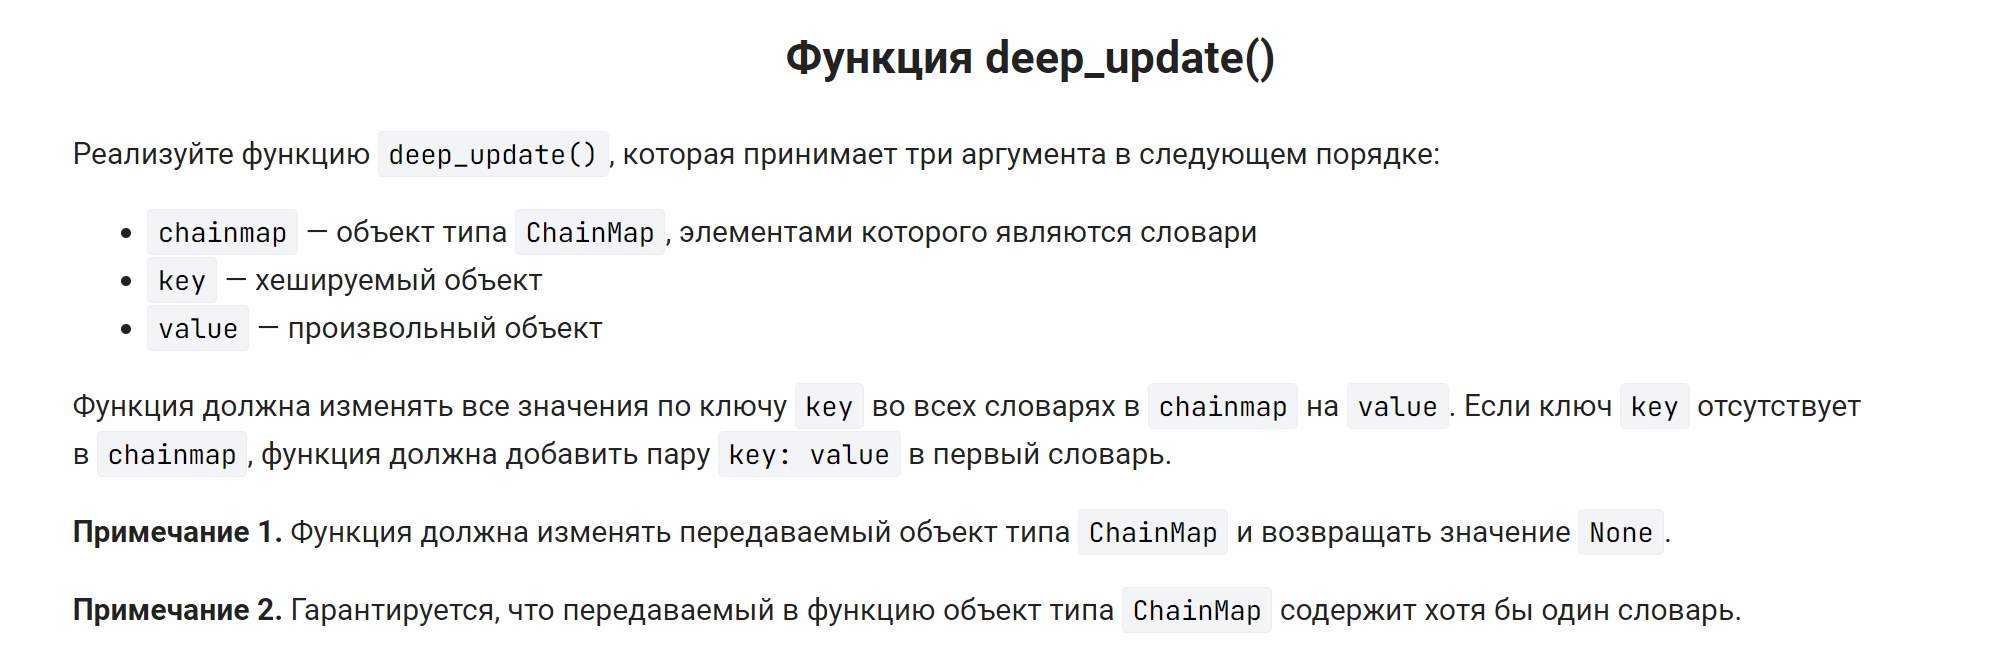 Функция deep_update()
Реализуйте функцию deep_update(), которая принимает три аргумента в следующем порядке:
• chainmap — объект типа ChainMap, элементами которого являются словари
• key — хешируемый объект
• value — произвольный объект
Функция должна изменять все значения по ключу key во всех словарях в chainmap на value. Если ключ key отсутствует
в chainmap, функция должна добавить пару key: value в первый словарь.
Примечание 1. Функция должна изменять передаваемый объект типа ChainMap и возвращать значение None.
Примечание 2. Гарантируется, что передаваемый в функцию объект типа ChainMap содержит хотя бы один словарь.